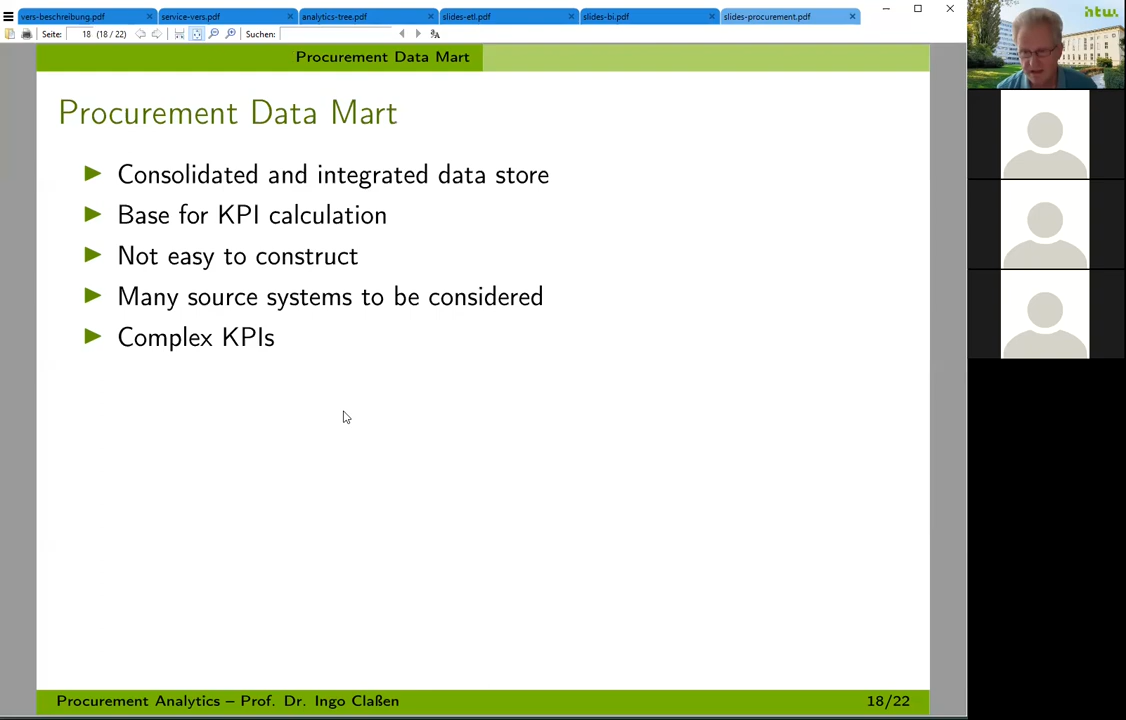 vers-beschreibung.pdf service-vers.pdf analytics-tree.pdf slides-etl.pdf slides-bi.pdf slides-procurement.pdf
Seite: 18 (18 / 22) Suchen:
htw.
Procurement Data Mart
Procurement Data Mart
Consolidated and integrated data store
Base for KPI calculation
Not easy to construct
Many source systems to be considered
Complex KPIs
Procurement Analytics – Prof. Dr. Ingo Claßen 18/22